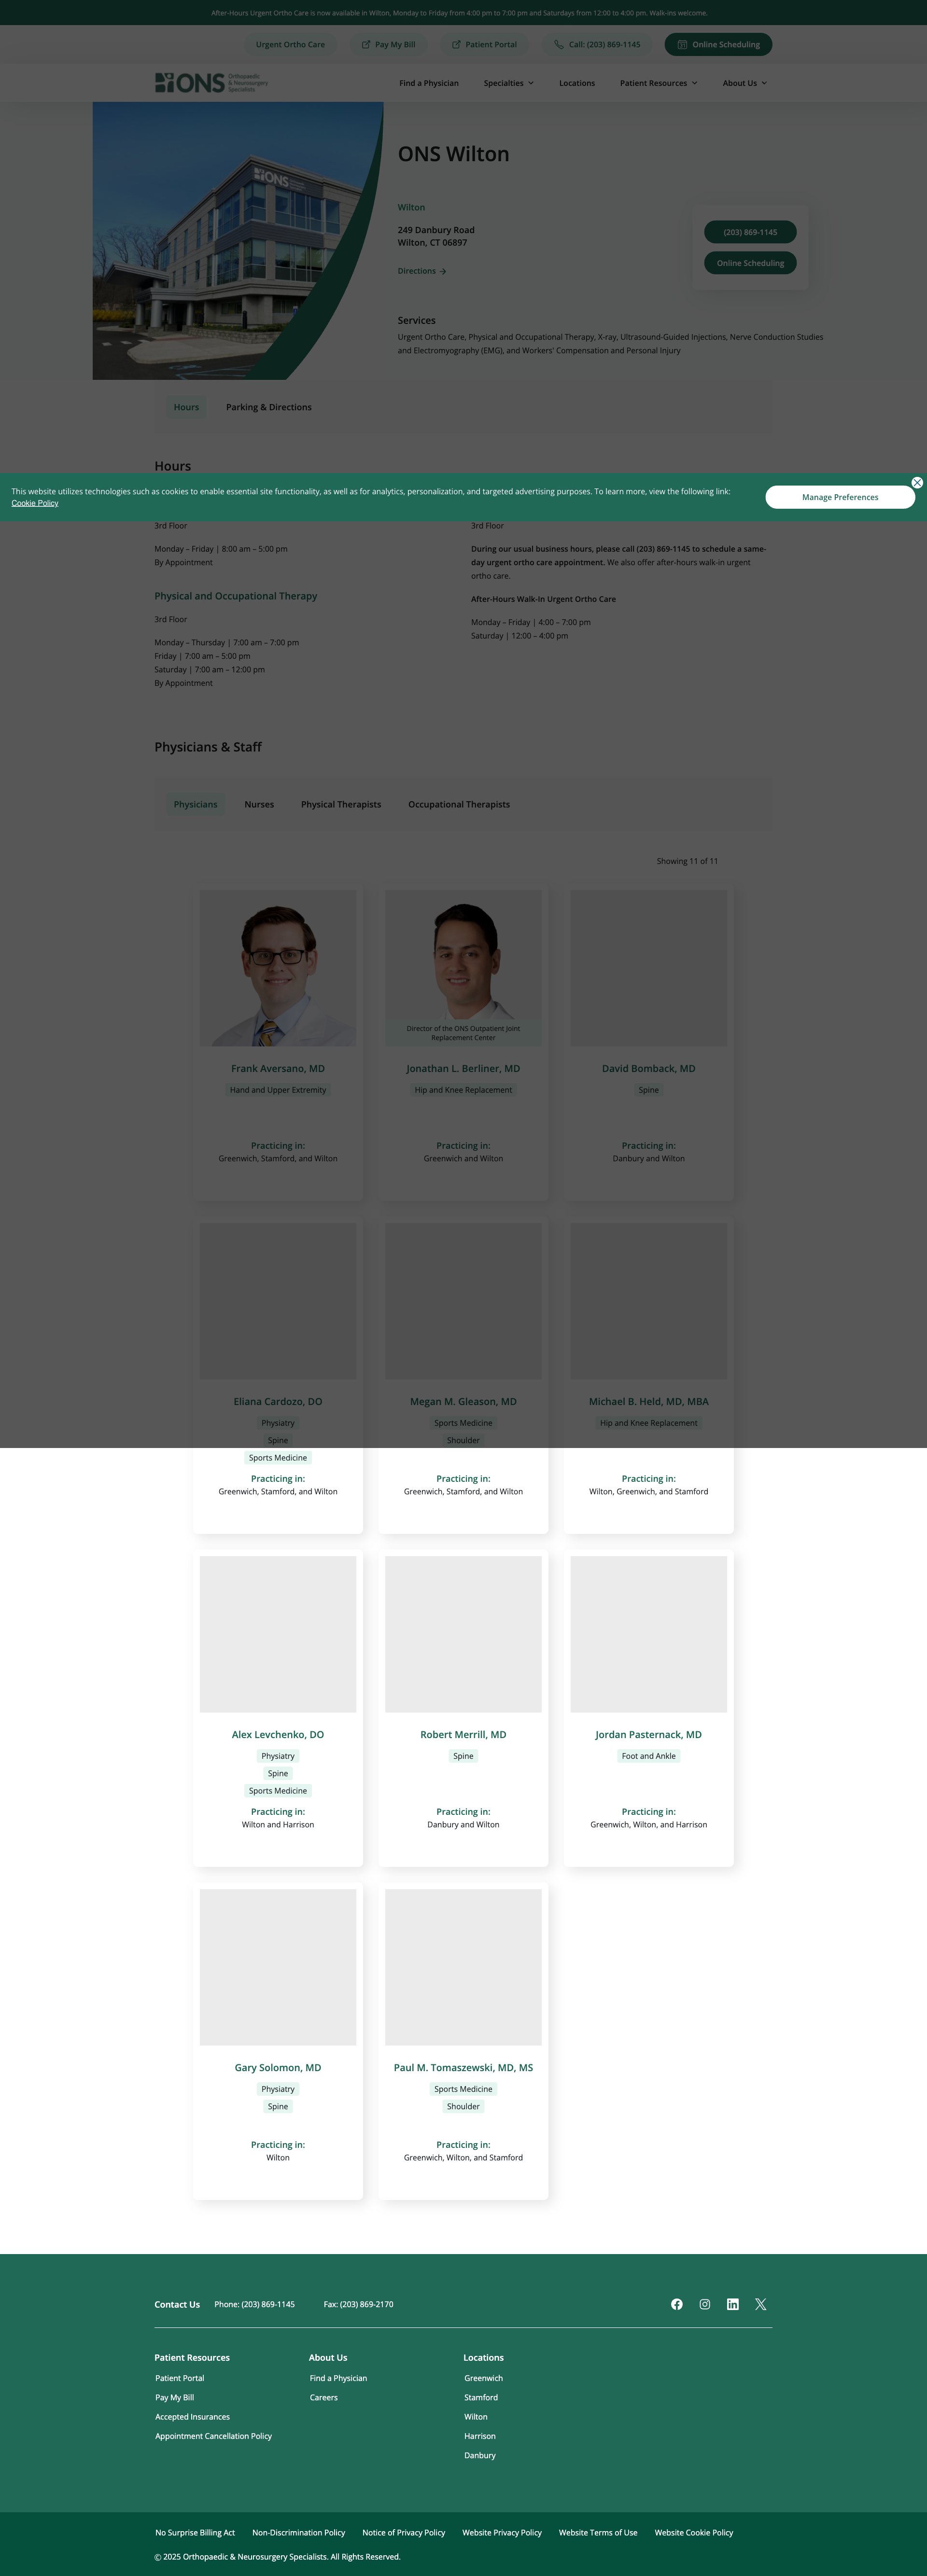 After-Hours Urgent Ortho Care is now available in Wilton, Monday to Friday from 4:00 pm to 7:00 pm and Saturdays from 12:00 to 4:00 pm. Walk-ins welcome.
Urgent Ortho Care
Pay My Bill
Patient Portal
Call: (203) 869-1145
Online Scheduling
ONS Orthopaedic & Neurosurgery Specialists
Find a Physician
Specialties
Locations
Patient Resources
About Us
ONS
ONS Wilton
Wilton
249 Danbury Road
Wilton, CT 06897
Directions
(203) 869-1145
Online Scheduling
Services
Urgent Ortho Care, Physical and Occupational Therapy, X-ray, Ultrasound-Guided Injections, Nerve Conduction Studies
and Electromyography (EMG), and Workers' Compensation and Personal Injury
Hours
Parking & Directions
Hours
This website utilizes technologies such as cookies to enable essential site functionality, as well as for analytics, personalization, and targeted advertising purposes. To learn more, view the following link:
Cookie Policy
Manage Preferences
3rd Floor
Monday – Friday | 8:00 am – 5:00 pm
By Appointment
Physical and Occupational Therapy
3rd Floor
Monday – Thursday | 7:00 am – 7:00 pm
Friday | 7:00 am – 5:00 pm
Saturday | 7:00 am – 12:00 pm
By Appointment
3rd Floor
During our usual business hours, please call (203) 869-1145 to schedule a same-
day urgent ortho care appointment. We also offer after-hours walk-in urgent
ortho care.
After-Hours Walk-in Urgent Ortho Care
Monday – Friday | 4:00 – 7:00 pm
Saturday | 12:00 – 4:00 pm
Physicians & Staff
Physicians
Nurses
Physical Therapists
Occupational Therapists
Showing 11 of 11
Frank Aversano, MD
Hand and Upper Extremity
Practicing in:
Greenwich, Stamford, and Wilton
Director of the ONS Outpatient Joint
Replacement Center
Jonathan L. Berliner, MD
Hip and Knee Replacement
Practicing in:
Greenwich and Wilton
David Bomback, MD
Spine
Practicing in:
Danbury and Wilton
Eliana Cardozo, DO
Physiatry
Spine
Sports Medicine
Practicing in:
Greenwich, Stamford, and Wilton
Megan M. Gleason, MD
Sports Medicine
Shoulder
Practicing in:
Greenwich, Stamford, and Wilton
Michael B. Held, MD, MBA
Hip and Knee Replacement
Practicing in:
Wilton, Greenwich, and Stamford
Alex Levchenko, DO
Physiatry
Spine
Sports Medicine
Practicing in:
Wilton and Harrison
Robert Merrill, MD
Spine
Practicing in:
Danbury and Wilton
Jordan Pasternack, MD
Foot and Ankle
Practicing in:
Greenwich, Wilton, and Harrison
Gary Solomon, MD
Physiatry
Spine
Practicing in:
Wilton
Paul M. Tomaszewski, MD, MS
Sports Medicine
Shoulder
Practicing in:
Greenwich, Wilton, and Stamford
Contact Us
Phone: (203) 869-1145
Fax: (203) 869-2170
Patient Resources
Patient Portal
Pay My Bill
Accepted Insurances
Appointment Cancellation Policy
About Us
Find a Physician
Careers
Locations
Greenwich
Stamford
Wilton
Harrison
Danbury
No Surprise Billing Act
Non-Discrimination Policy
Notice of Privacy Policy
Website Privacy Policy
Website Terms of Use
Website Cookie Policy
© 2025 Orthopaedic & Neurosurgery Specialists. All Rights Reserved.